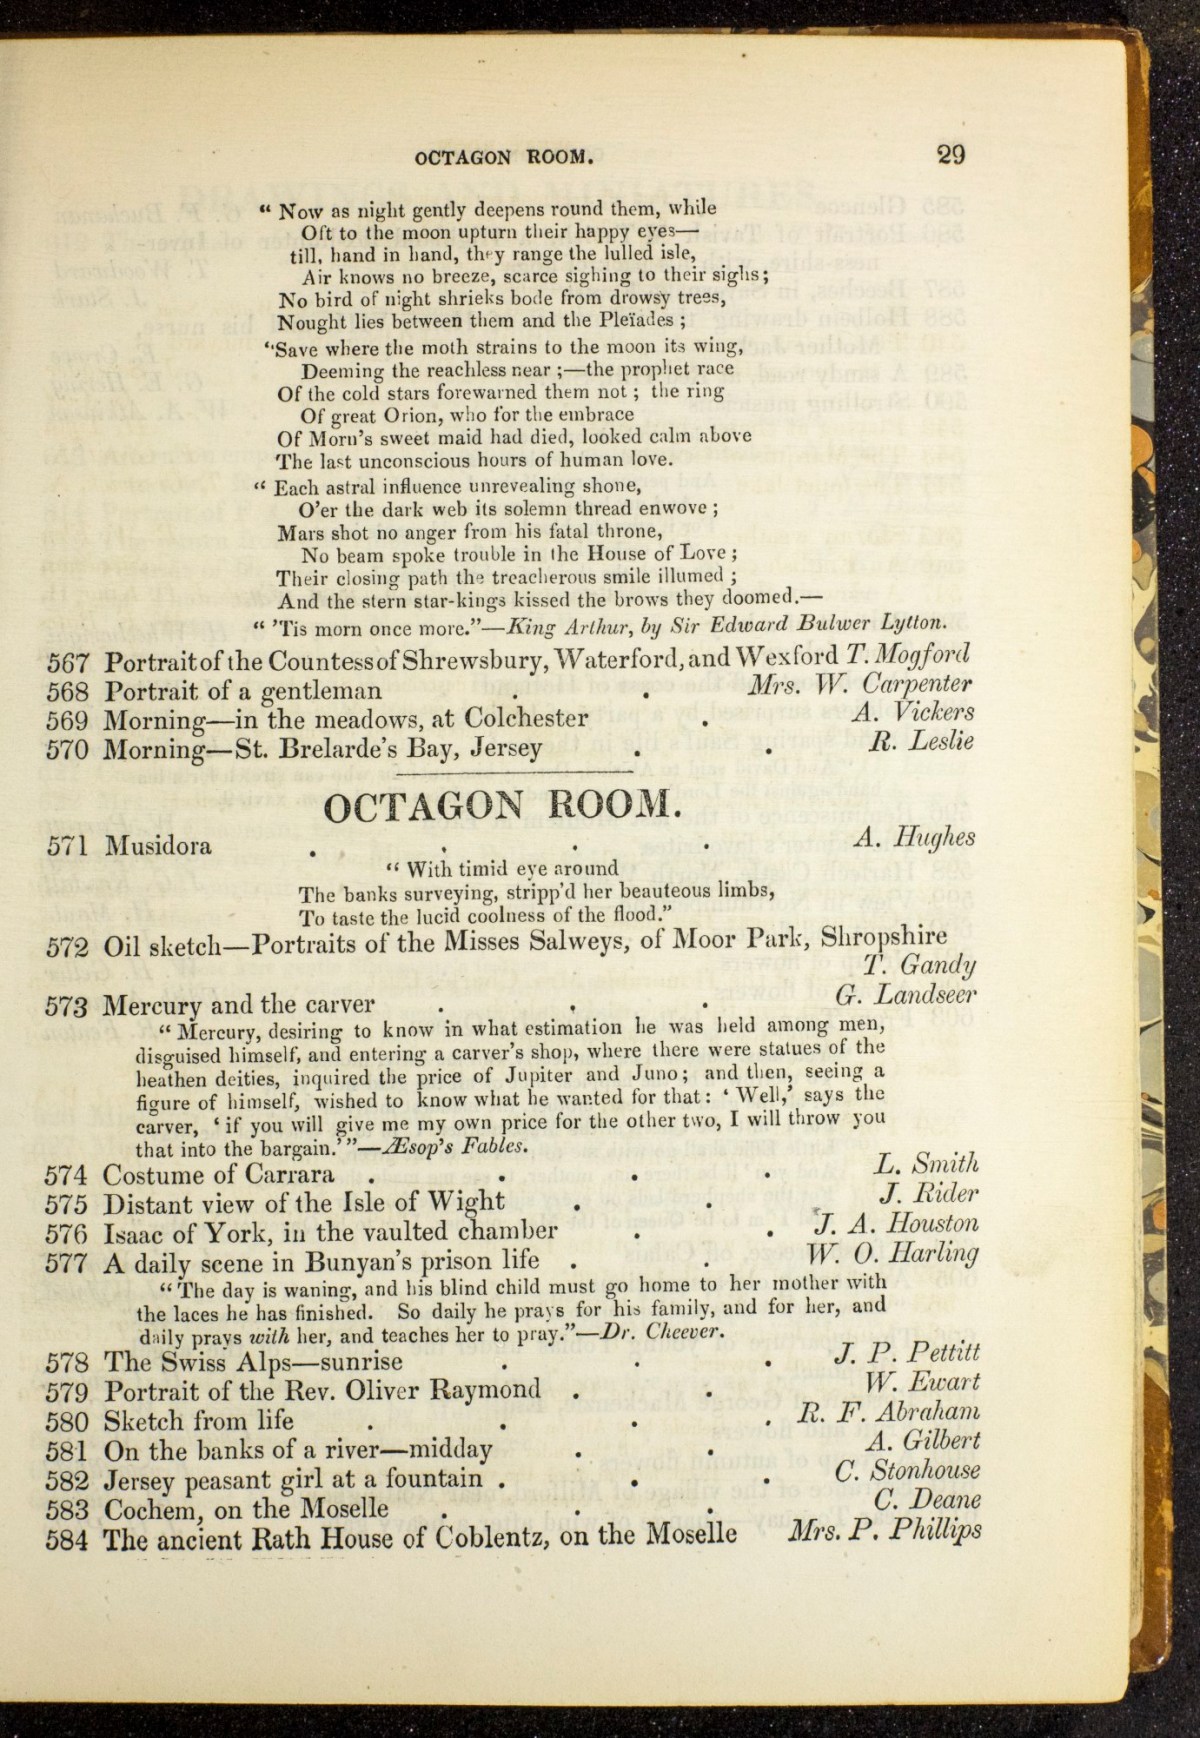 OCTAGON ROOM. 29
“ Now as night gently deepens round them, while
Oft to the moon upturn their happy eyes—
till, hand in hand, they range the lulled isle,
Air knows no breeze, scarce sighing to their sighs;
No bird of night shrieks bode from drowsy trees,
Nought lies between them and the Pleïades ;
“Save where the moth strains to the moon its wing,
Deeming the reachless near ;—the prophet race
Of the cold stars forewarned them not ; the ring
Of great Orion, who for the embrace
Of Morn’s sweet maid had died, looked calm above
The last unconscious hours of human love.
“ Each astral influence unrevealing shone,
O’er the dark web its solemn thread enwove ;
Mars shot no anger from his fatal throne,
No beam spoke trouble in the House of Love ;
Their closing path the treacherous smile illumed ;
And the stern star-kings kissed the brows they doomed.—
“ ’Tis morn once more.”—King Arthur, by Sir Edward Bulwer Lytton.
567 Portrait of the Countess of Shrewsbury, Waterford, and Wexford T. Mogford
568 Portrait of a gentleman . . Mrs. W. Carpenter
569 Morning—in the meadows, at Colchester . A. Vickers
570 Morning—St. Brelarde’s Bay, Jersey . . R. Leslie
OCTAGON ROOM.
571 Musidora . . . . A. Hughes
“ With timid eye around
The banks surveying, stripp’d her beauteous limbs,
To taste the lucid coolness of the flood.”
572 Oil sketch—Portraits of the Misses Salweys, of Moor Park, Shropshire
T. Gandy
573 Mercury and the carver . . . G. Landseer
“ Mercury, desiring to know in what estimation he was held among men,
disguised himself, and entering a carver’s shop, where there were statues of the
heathen deities, inquired the price of Jupiter and Juno ; and then, seeing a
figure of himself, wished to know what he wanted for that : ‘ Well,’ says the
carver, ‘ if you will give me my own price for the other two, I will throw you
that into the bargain.’ ”—Æsop’s Fables.
574 Costume of Carrara . . . . L. Smith
575 Distant view of the Isle of Wight . . J. Rider
576 Isaac of York, in the vaulted chamber . . J. A. Houston
577 A daily scene in Bunyan’s prison life . . W. O. Harling
“ The day is waning, and his blind child must go home to her mother with
the laces he has finished. So daily he prays for his family, and for her, and
daily prays with her, and teaches her to pray.”—Dr. Cheever.
578 The Swiss Alps—sunrise . . . J. P. Pettitt
579 Portrait of the Rev. Oliver Raymond . . W. Ewart
580 Sketch from life . . . . R. F. Abraham
581 On the banks of a river—midday . . A. Gilbert
582 Jersey peasant girl at a fountain . . . C. Stonhouse
583 Cochem, on the Moselle . . . C. Deane
584 The ancient Rath House of Coblentz, on the Moselle Mrs. P. Phillips